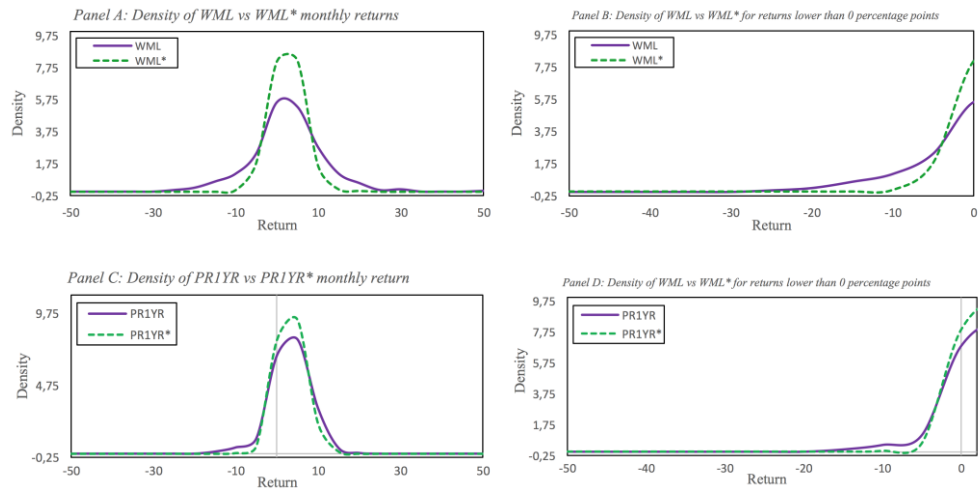 Panel A: Density of WML vs WML* monthly returns
9,75
7,75
5,75
3,75
1,75
-0,25
Density
WML
WML*
-50
-30
-10
10
30
50
Return
Panel B: Density of WML vs WML* for returns lower than 0 percentage points
9,75
7,75
5,75
3,75
1,75
-0,25
Density
WML
WML*
-50
-40
-30
-20
-10
0
Return
Panel C: Density of PR1YR vs PR1YR* monthly return
9,75
4,75
-0,25
Density
PR1YR
PR1YR*
-50
-30
-10
10
30
50
Return
Panel D: Density of WML vs WML* for returns lower than 0 percentage points
9,75
7,75
5,75
3,75
1,75
-0,25
Density
PR1YR
PR1YR*
-50
-40
-30
-20
-10
0
Return